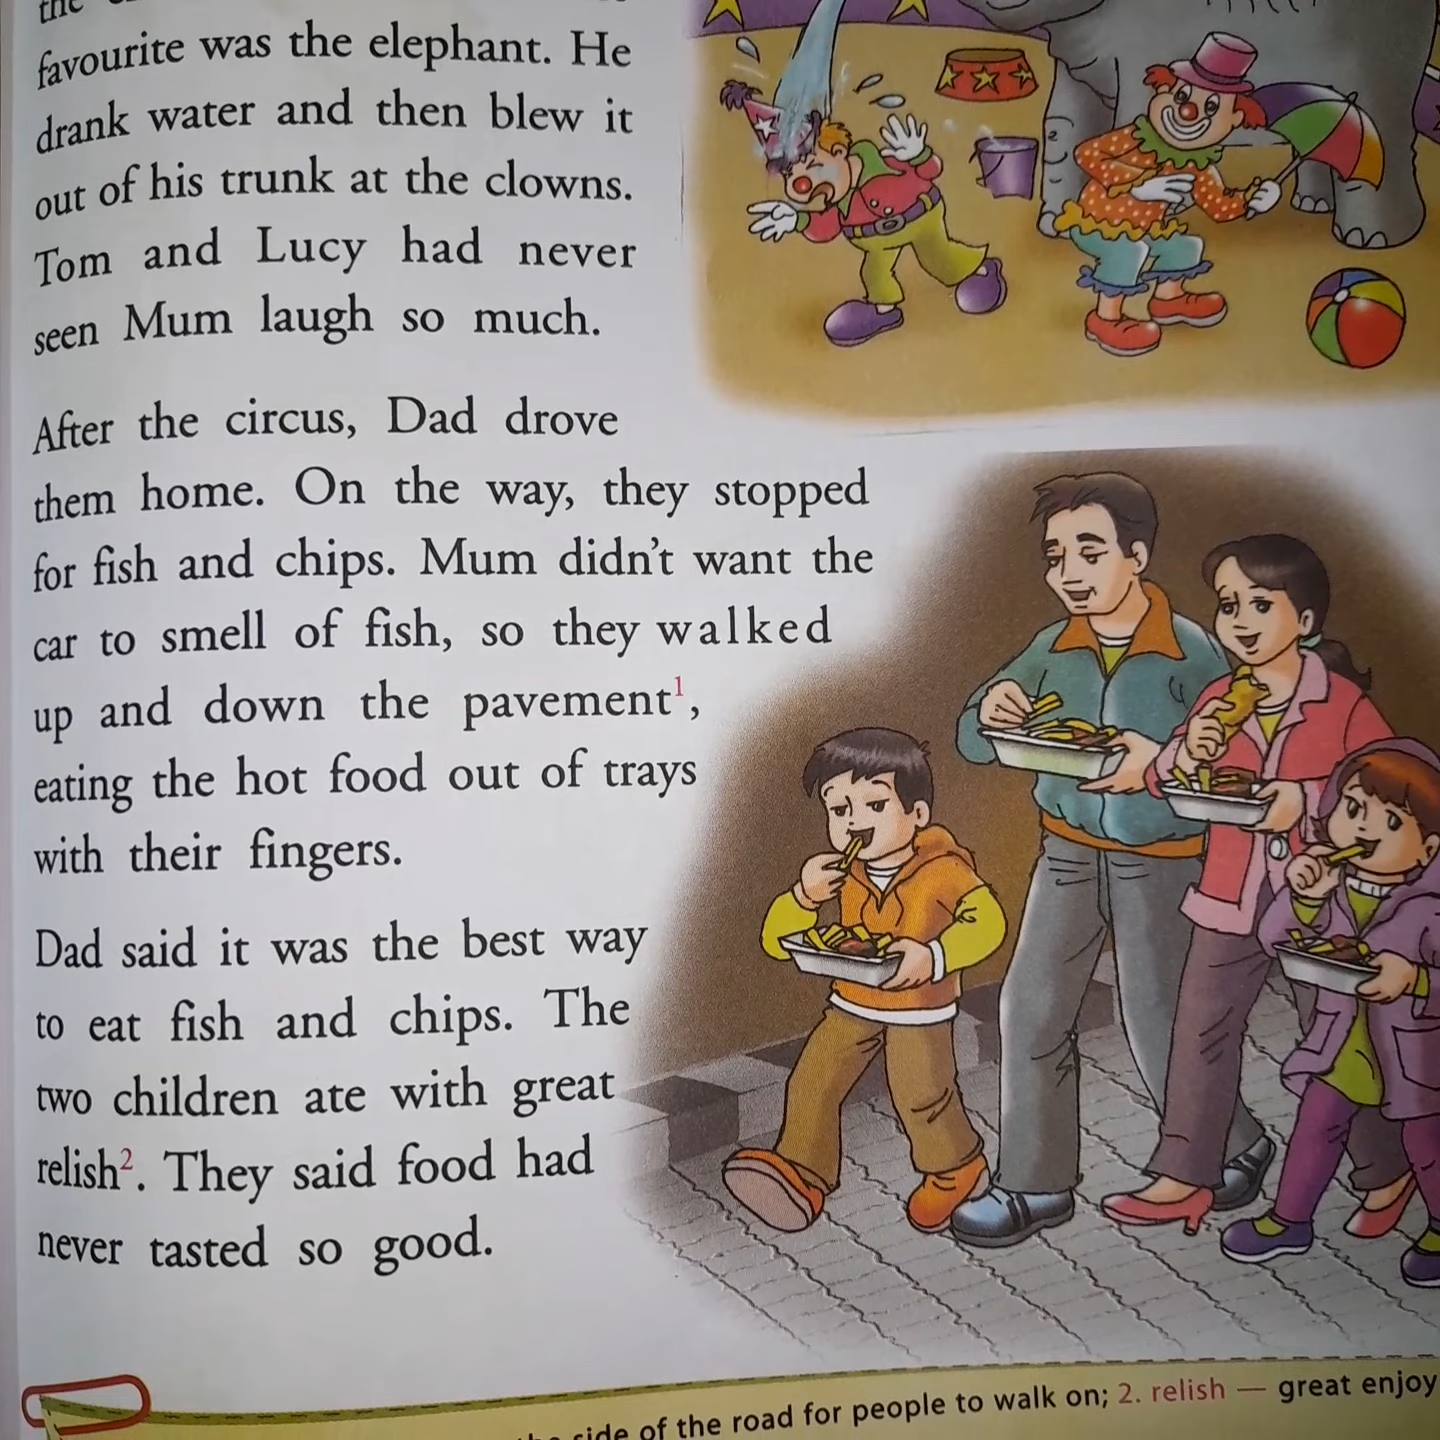 the
favourite was the elephant. He
drank water and then blew it
out of his trunk at the clowns.
Tom and Lucy had never
seen Mum laugh so much.
After the circus, Dad drove
them home. On the way, they stopped
for fish and chips. Mum didn't want the
car to smell of fish, so they walked
up and down the pavement¹,
eating the hot food out of trays
with their fingers.
Dad said it was the best way
to eat fish and chips. The
two children ate with great
relish². They said food had
never tasted so good.
side of the road for people to walk on; 2. relish — great enjoy